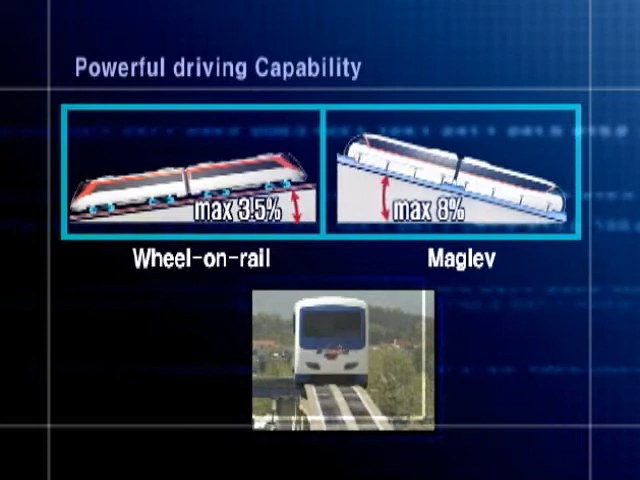 Powerful driving Capability
max 3.5%
max 8%
Wheel-on-rail
Maglev